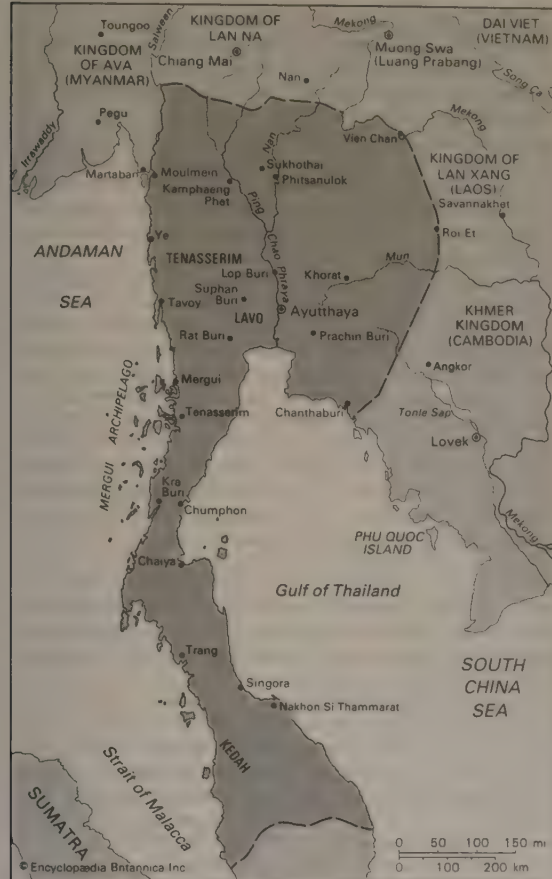 Toungoo
KINGDOM
OF AVA
(MYANMAR)
Salween
KINGDOM OF
LAN NA
Chiang Mai
Mekong
Muong Swa
(Luang Prabang)
DAI VIET
(VIETNAM)
Song Ca
Nan
Pegu
Irrawaddy
Martaban
Moulmein
Kamphaeng
Phet
Ping
Nan
Sukhothai
Phitsanulok
Vien Chan
Mekong
KINGDOM OF
LAN XANG
(LAOS)
Savannakhet
Roi Et
Ye
ANDAMAN
SEA
TENASSERIM
Lop Buri
Chao Phraya
Khorat
Mun
Suphan
Buri
LAVO
Ayutthaya
Tavoy
Rat Buri
Prachin Buri
KHMER
KINGDOM
(CAMBODIA)
Angkor
Mergui
Tenasserim
Chanthaburi
Tonle Sap
Lovek
MERGUI
ARCHIPELAGO
Kra
Buri
Chumphon
Mekong
PHU QUOC
ISLAND
Chaiya
Gulf of Thailand
Trang
Singora
Nakhon Si Thammarat
SOUTH
CHINA
SEA
KEDAH
Strait of Malacca
SUMATRA
© Encyclopædia Britannica Inc
0 50 100 150 mi
0 100 200 km